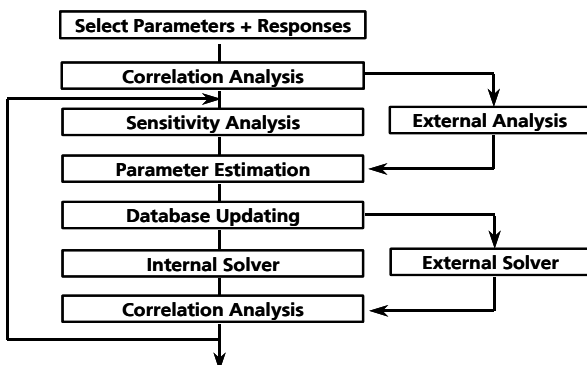 Select Parameters + Responses
Correlation Analysis
Sensitivity Analysis
External Analysis
Parameter Estimation
Database Updating
Internal Solver
External Solver
Correlation Analysis